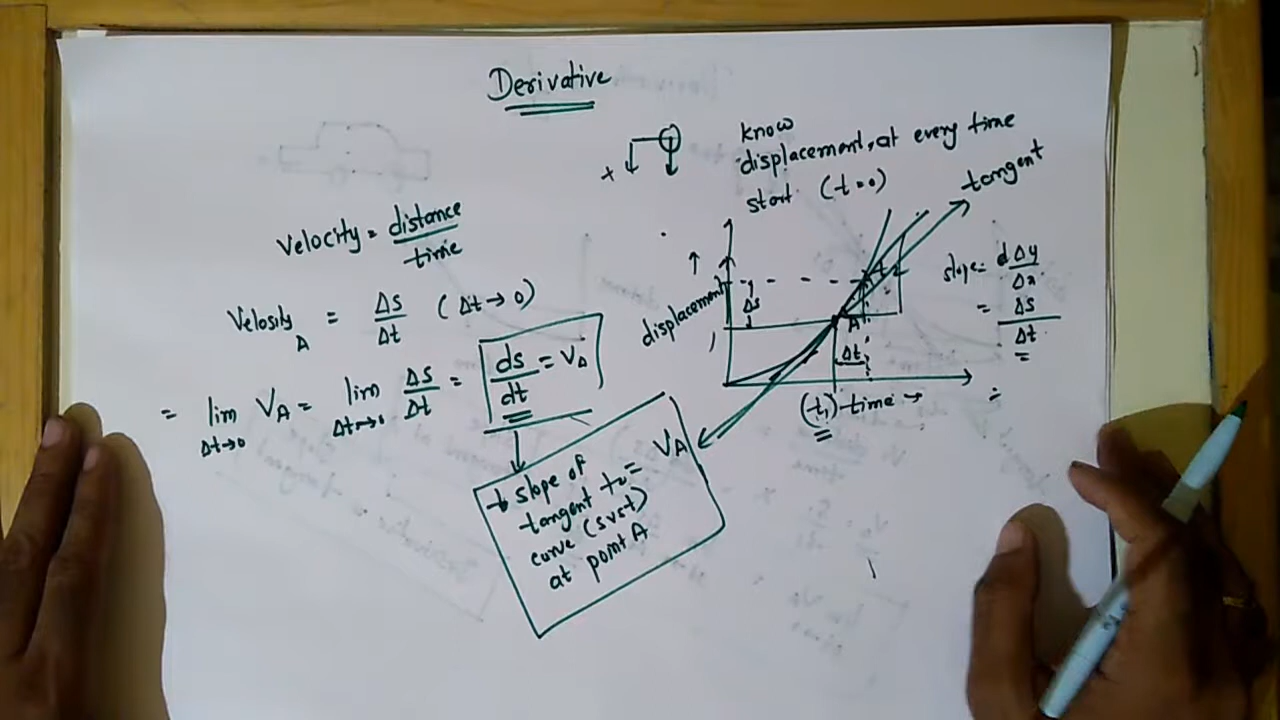 Derivative
know
displacement, at every time
start (t=0)
+
tangent
Velocity = distance
time
Velosity A = Δs/Δt (Δt → 0)
= lim Δt→0 VA = lim Δt→0 Δs/Δt = ds/dt = VA
displacement
Δs
A
Δt
(t₁) time →
slope = d Δy/Δx
= Δs/Δt
=
slope of
tangent to = VA
curve (s vs t)
at point A